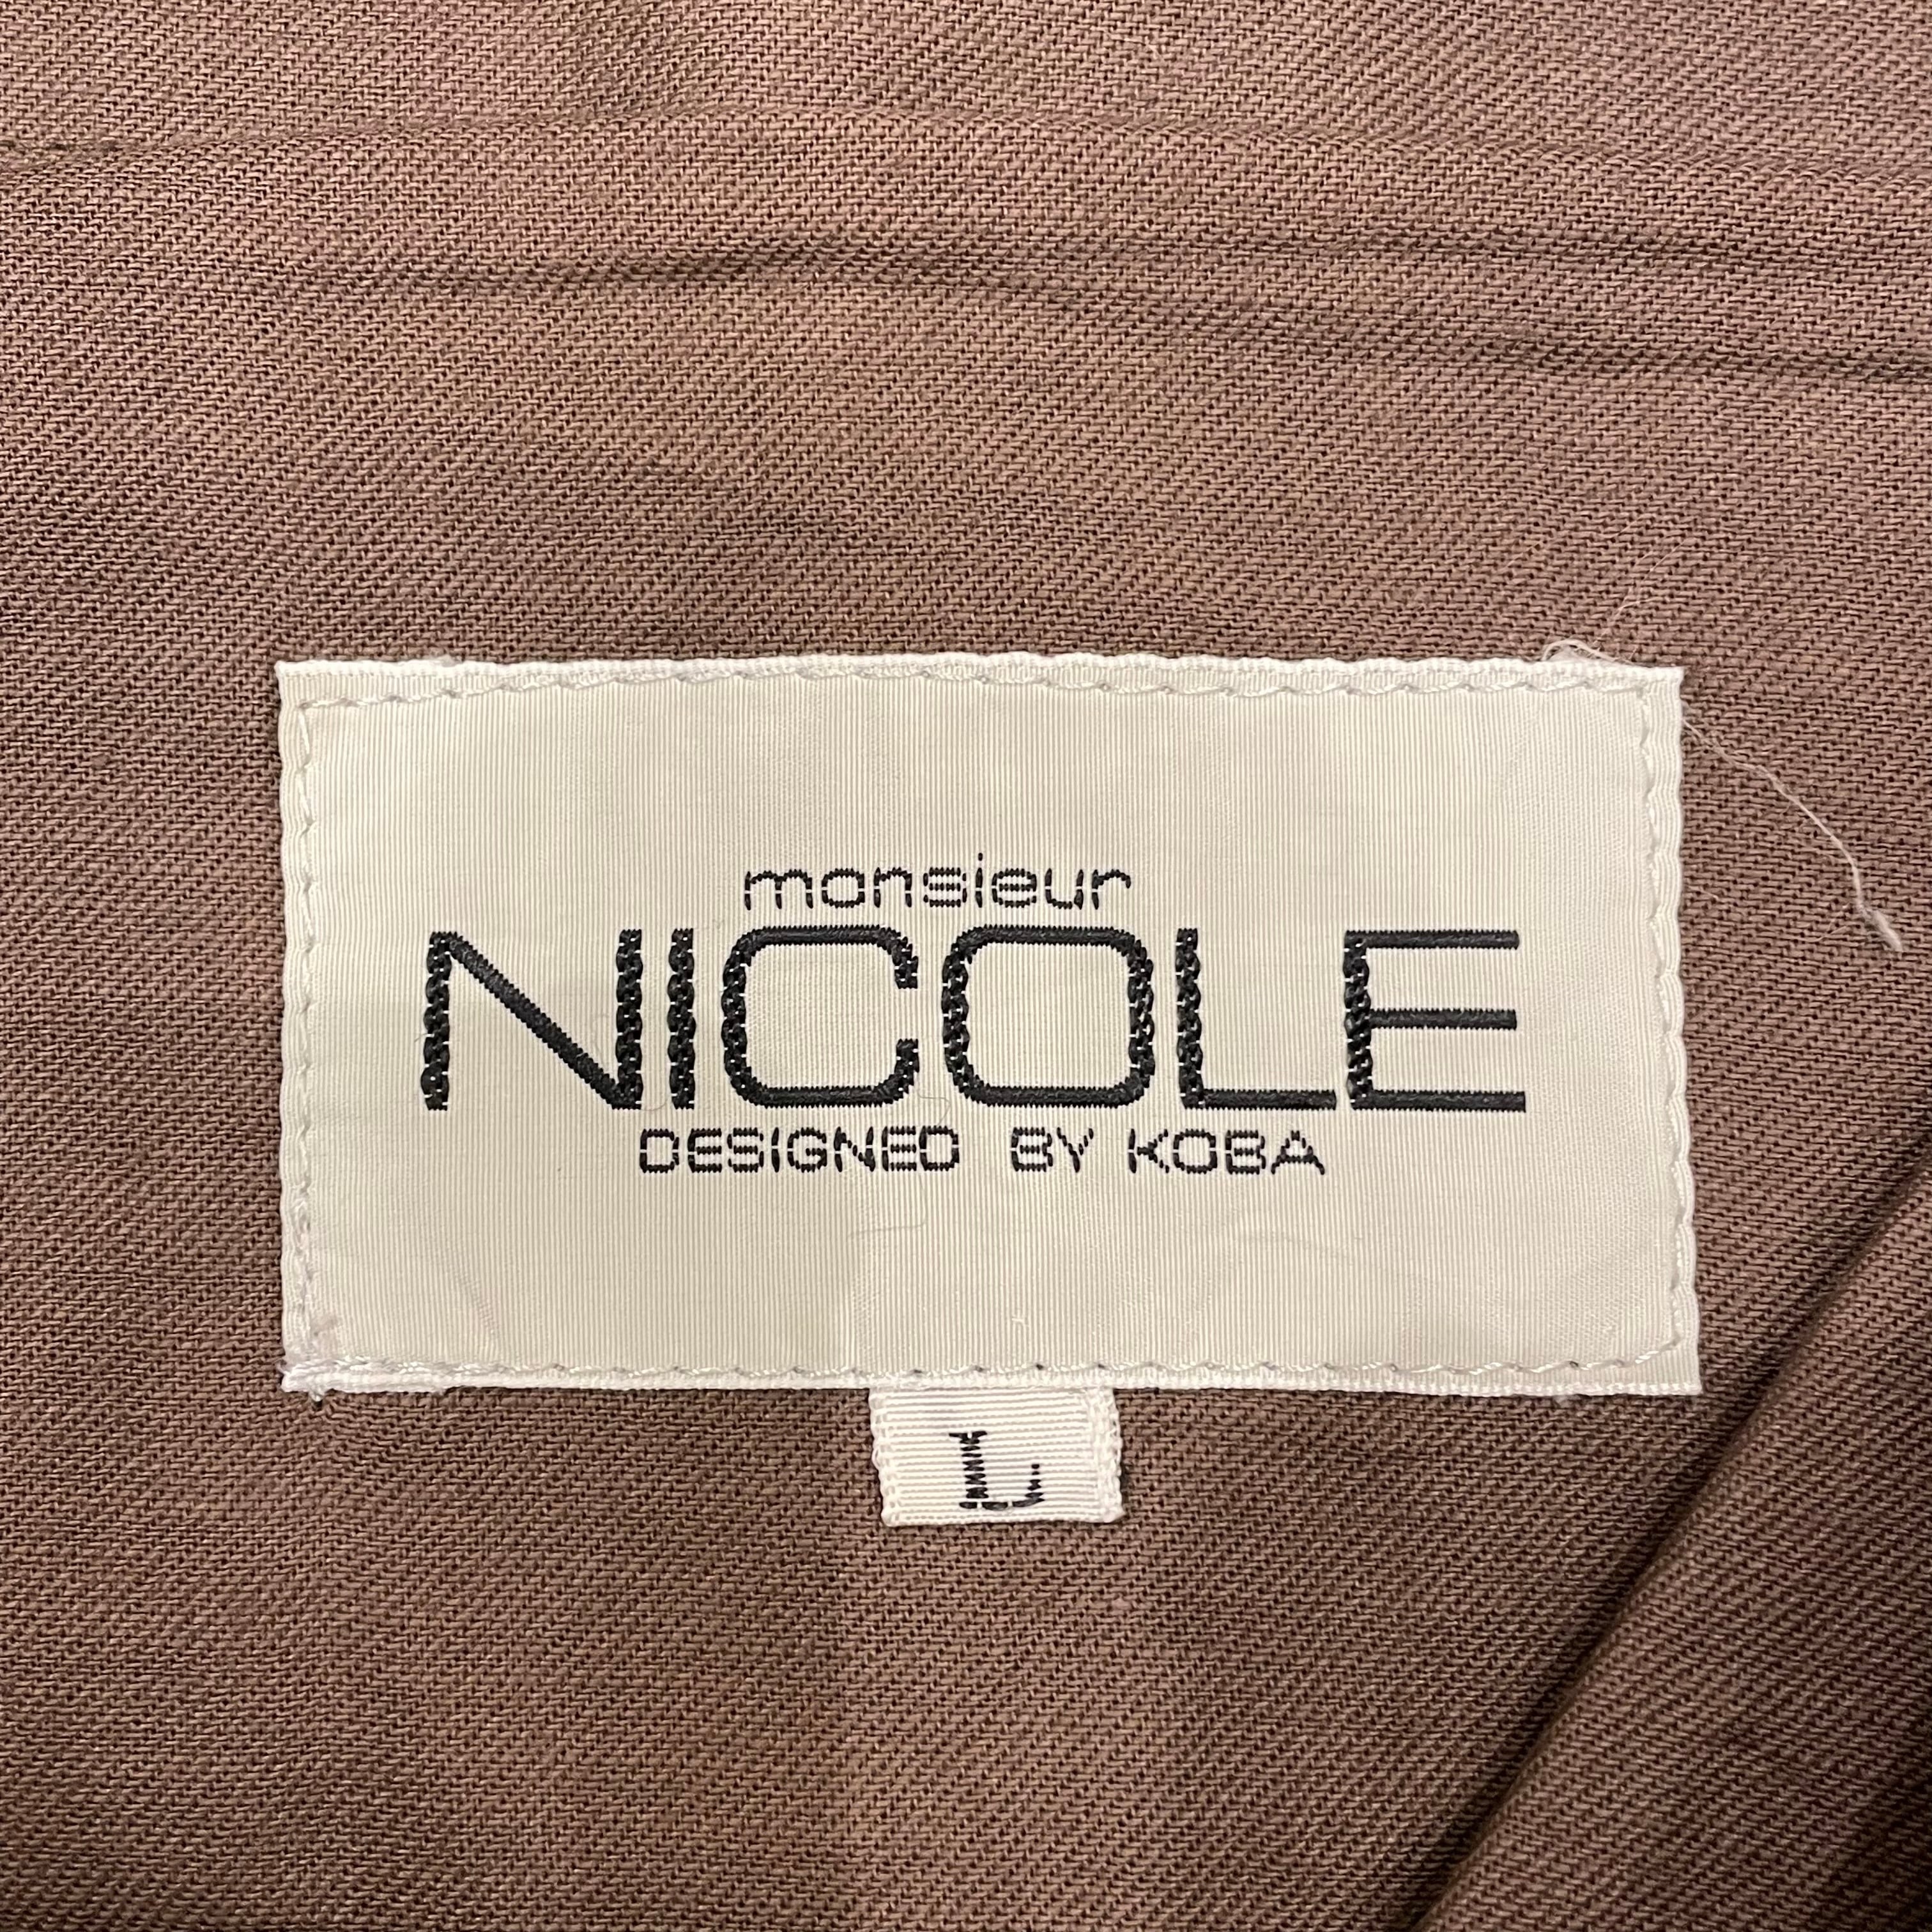 monsieur
NICOLE
DESIGNED BY KOBA
L